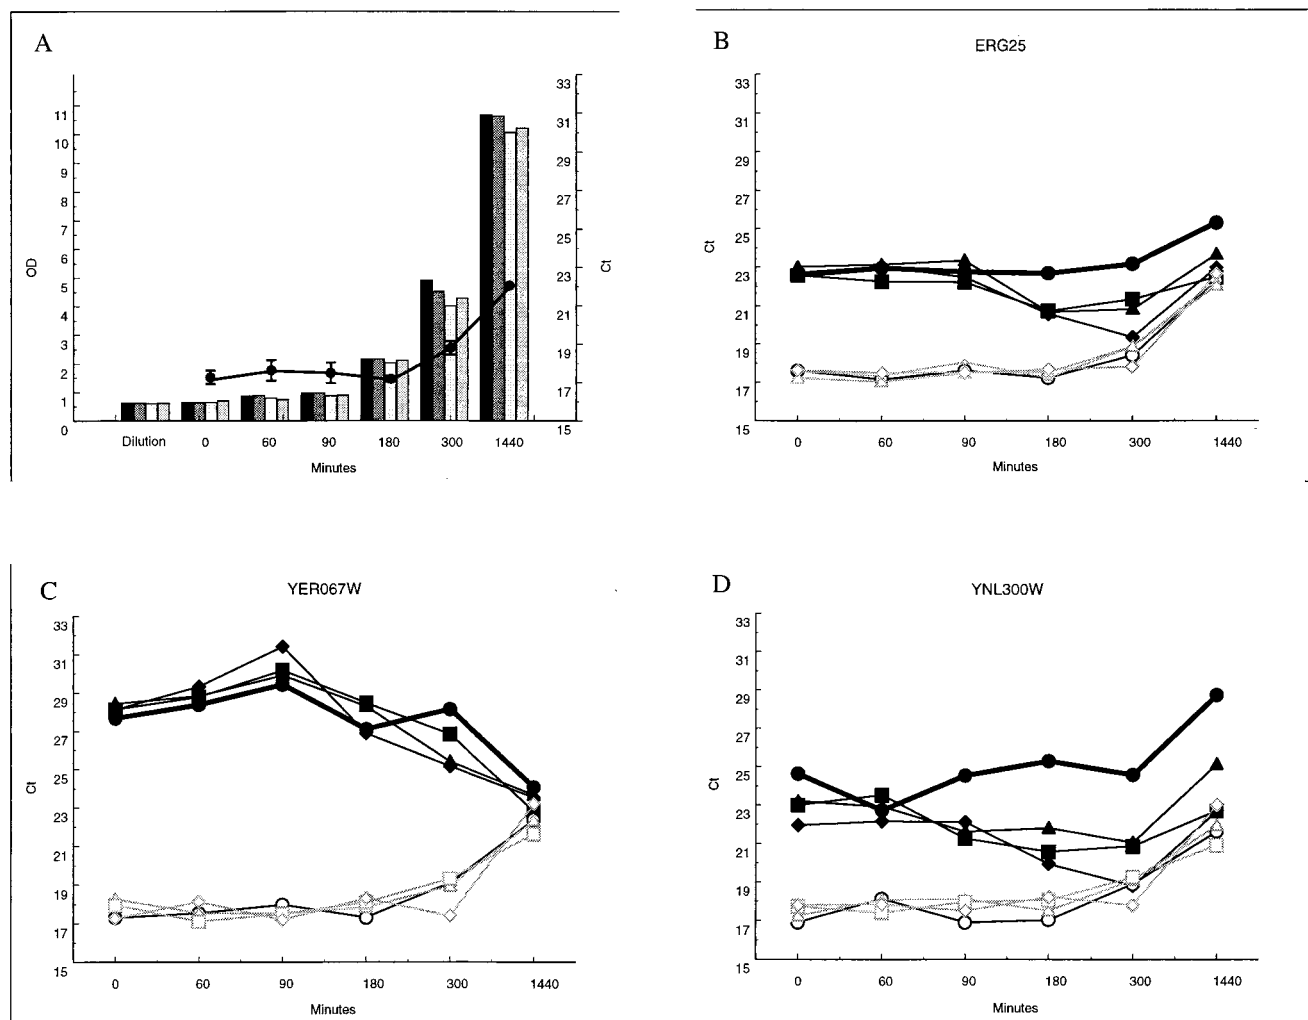 A
OD
11
10
9
8
7
6
5
4
3
2
1
0
33
31
29
27
25
23
21
19
17
15
Ct
Dilution 0 60 90 180 300 1440
Minutes
B
ERG25
Ct
33
31
29
27
25
23
21
19
17
15
0 60 90 180 300 1440
Minutes
C
YER067W
Ct
33
31
29
27
25
23
21
19
17
15
0 60 90 180 300 1440
Minutes
D
YNL300W
Ct
33
31
29
27
25
23
21
19
17
15
0 60 90 180 300 1440
Minutes